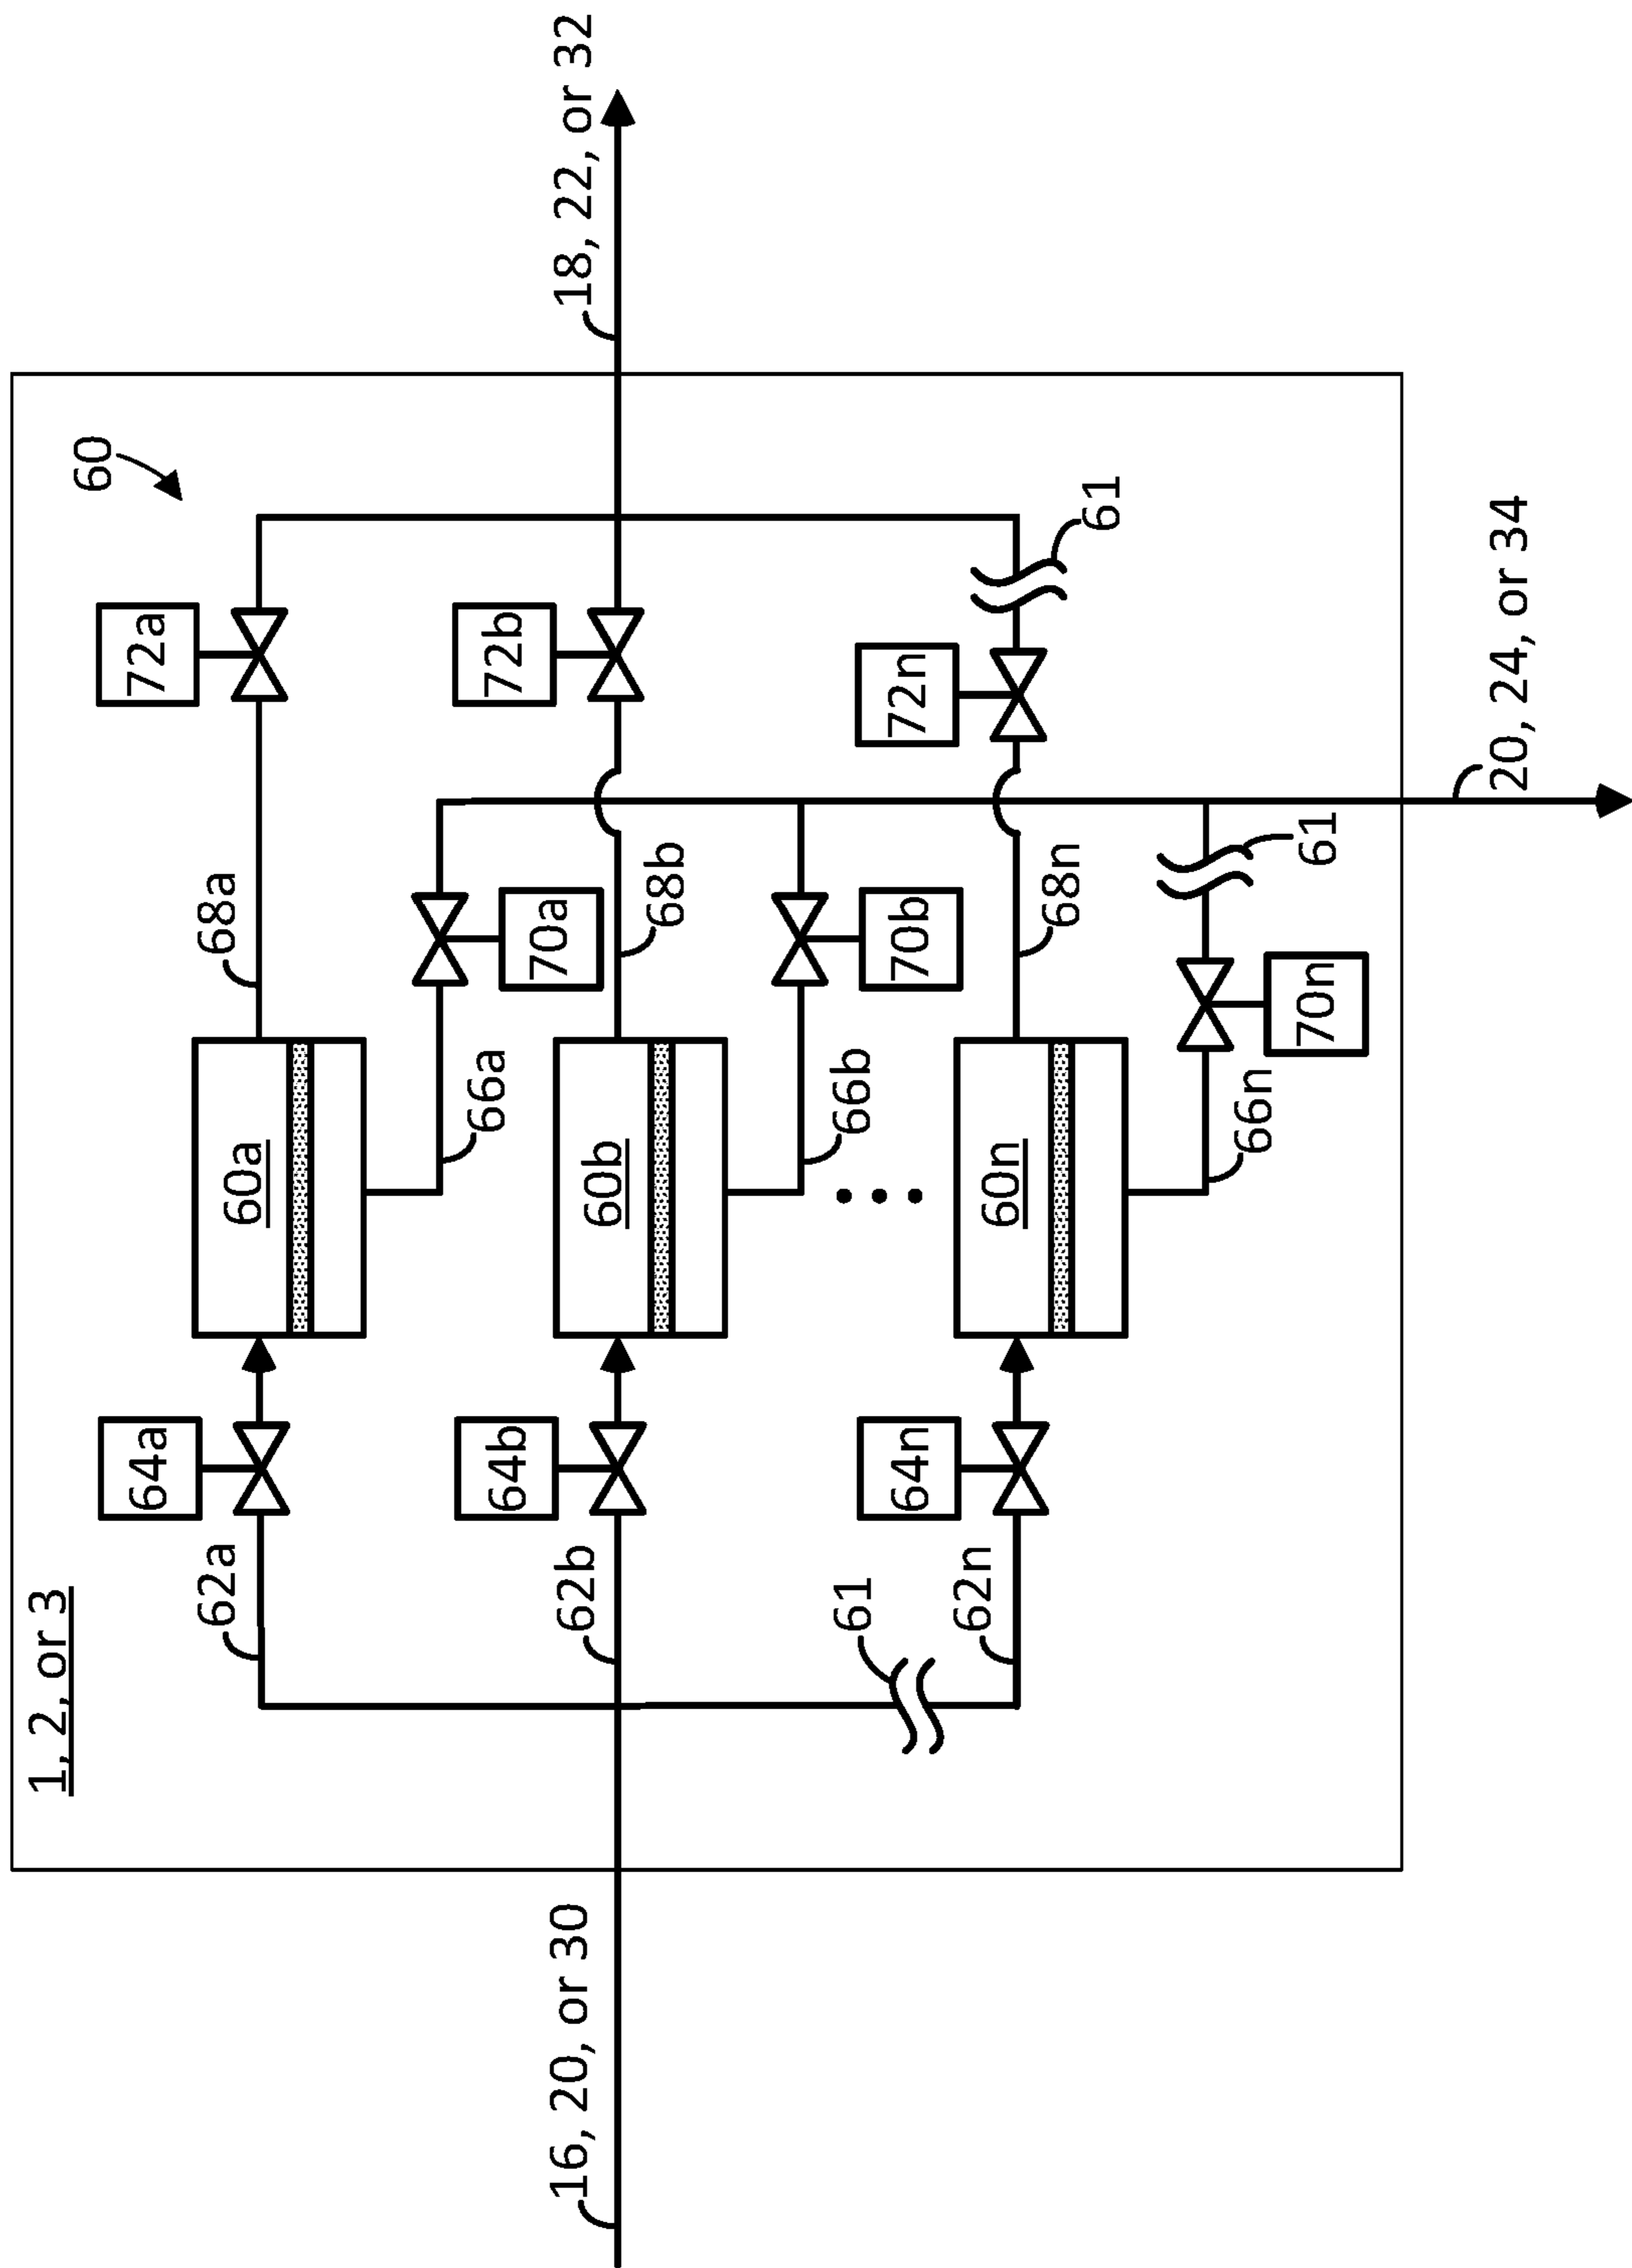 1, 2, or 3
60
72a
64a
68a
62a
60a
66a
70a
18, 22, or 32
16, 20, or 30
72b
64b
68b
62b
60b
66b
70b
61
72n
64n
68n
62n
60n
61
61
66n
70n
20, 24, or 34